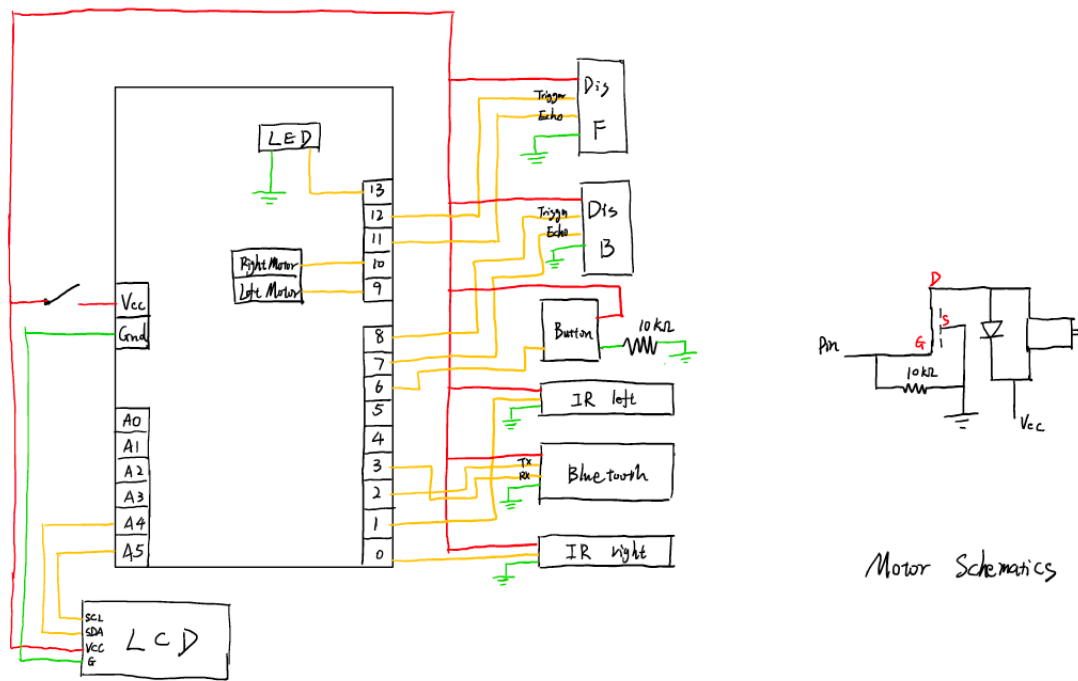 Dis
Trigger
Echo
F
LED
13
12
11
10
9
Right Motor
Left Motor
Dis
Trigger
Echo
B
Vcc
Gnd
8
7
6
5
4
3
2
1
0
Button
10kΩ
IR left
TX
RX
Bluetooth
IR right
A0
A1
A2
A3
A4
A5
SCL
SDA
VCC
G
LCD
D
S
G
Pin
10kΩ
Vcc
Motor Schematics